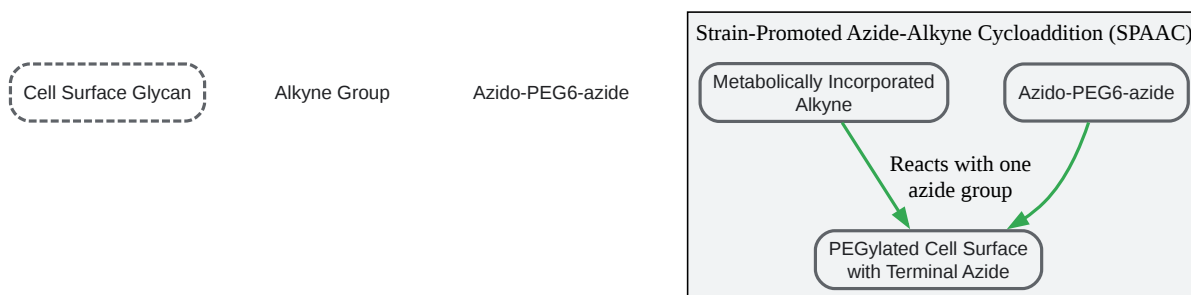 Strain-Promoted Azide-Alkyne Cycloaddition (SPAAC)
Cell Surface Glycan
Alkyne Group
Azido-PEG6-azide
Metabolically Incorporated
Alkyne
Azido-PEG6-azide
Reacts with one
azide group
PEGylated Cell Surface
with Terminal Azide